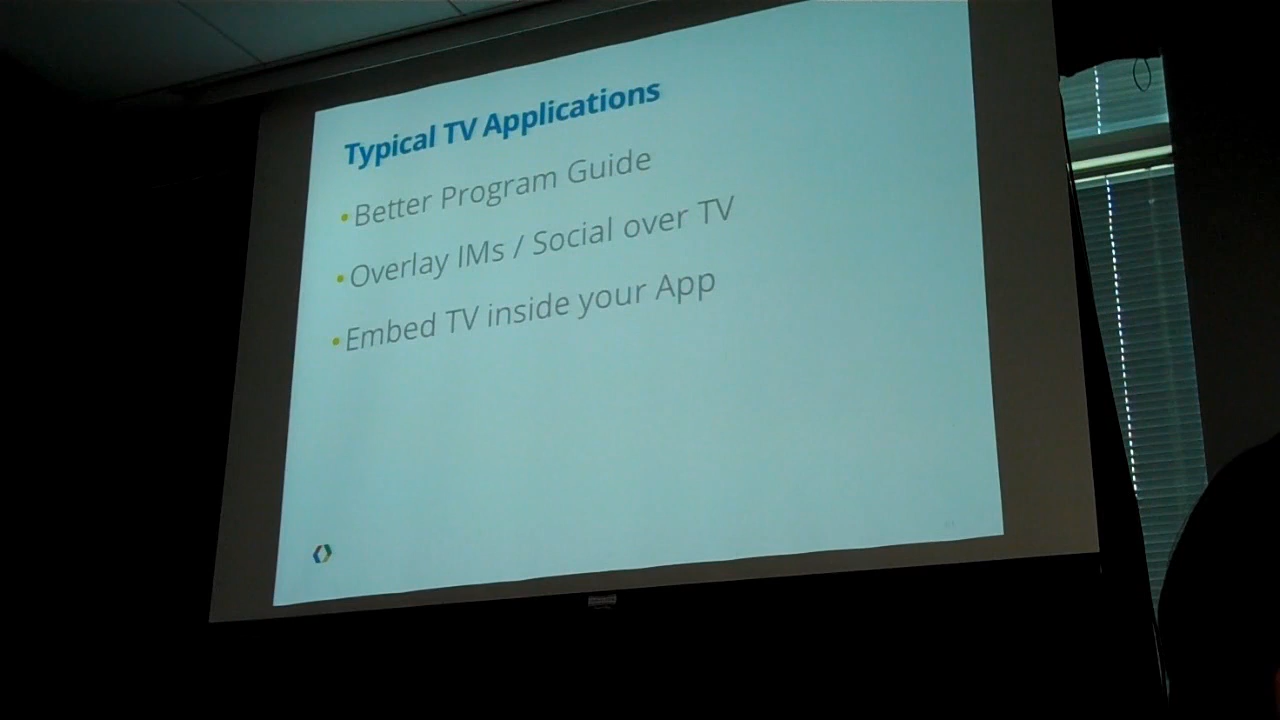 Typical TV Applications
• Better Program Guide
• Overlay IMs / Social over TV
• Embed TV inside your App